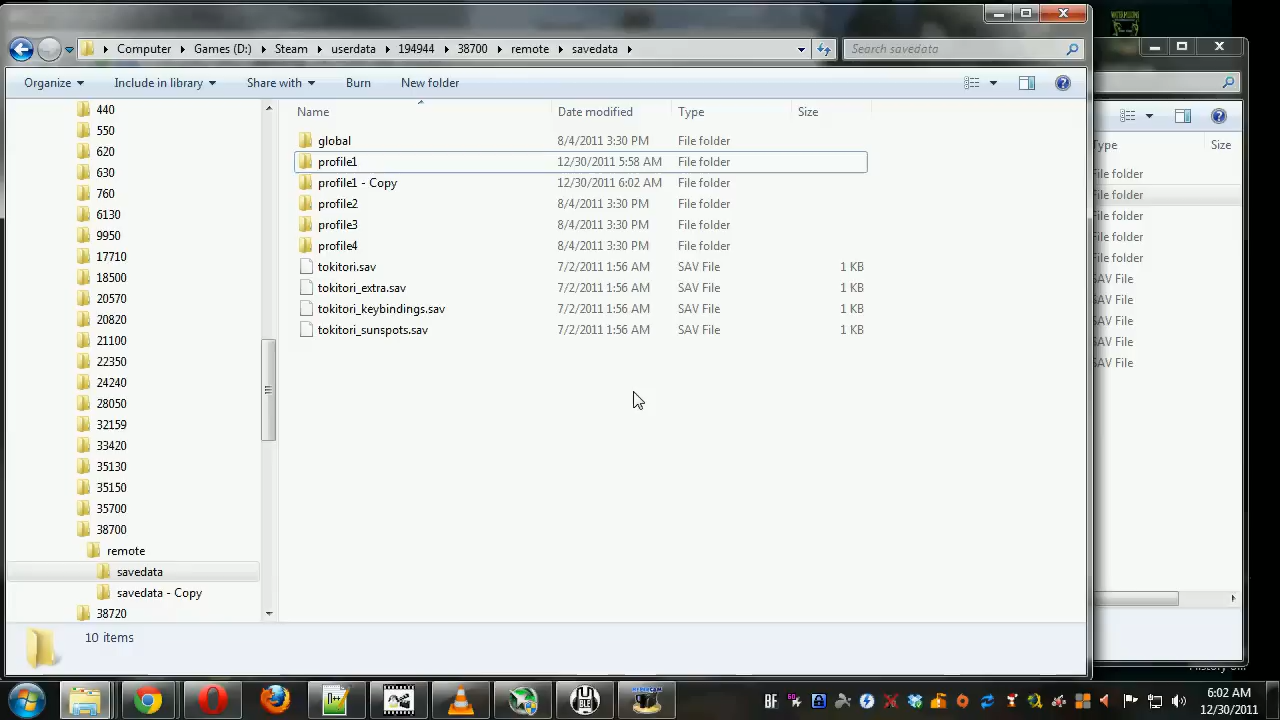 Computer Games (D:) Steam userdata 194944 38700 remote savedata
Search savedata
Organize Include in library Share with Burn New folder
Name Date modified Type Size
global 8/4/2011 3:30 PM File folder
profile1 12/30/2011 5:58 AM File folder
profile1 - Copy 12/30/2011 6:02 AM File folder
profile2 8/4/2011 3:30 PM File folder
profile3 8/4/2011 3:30 PM File folder
profile4 8/4/2011 3:30 PM File folder
tokitori.sav 7/2/2011 1:56 AM SAV File 1 KB
tokitori_extra.sav 7/2/2011 1:56 AM SAV File 1 KB
tokitori_keybindings.sav 7/2/2011 1:56 AM SAV File 1 KB
tokitori_sunspots.sav 7/2/2011 1:56 AM SAV File 1 KB
440
550
620
630
760
6130
9950
17710
18500
20570
20820
21100
22350
24240
28050
32159
33420
35130
35150
35700
38700
remote
savedata
savedata - Copy
38720
10 items
Type Size
File folder
File folder
File folder
File folder
File folder
SAV File
SAV File
SAV File
SAV File
SAV File
BF
6:02 AM
12/30/2011